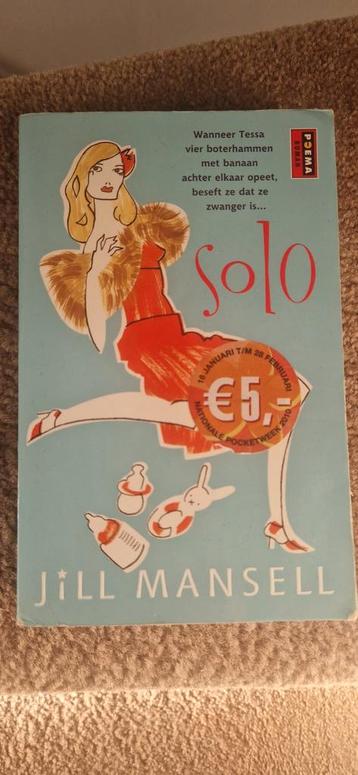 Wanneer Tessa
vier boterhammen
met banaan
achter elkaar opeet,
beseft ze dat ze
zwanger is...
POEMA
ROMAN
solo
18 JANUARI T/M 28 FEBRUARI
€ 5,-
NATIONALE POCKETWEEK 2010
JiLL MANSELL